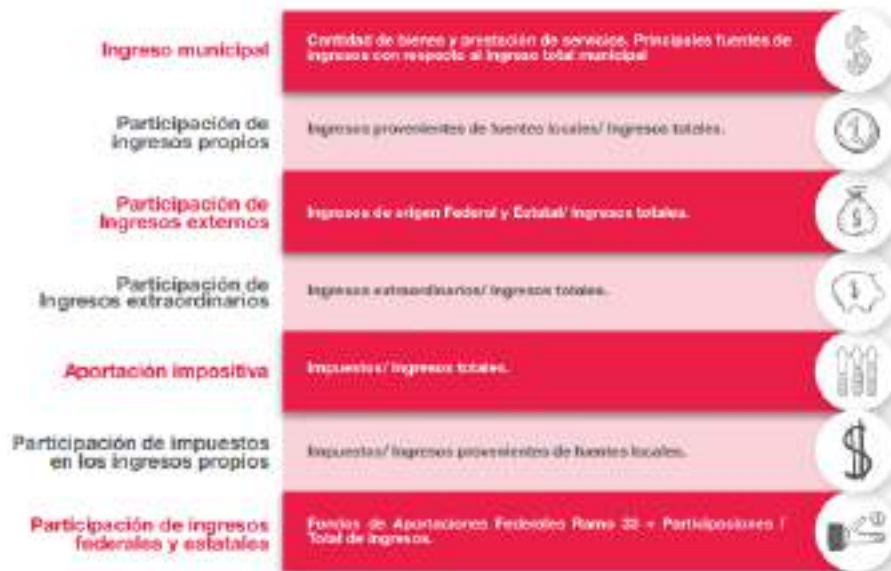 Ingreso municipal
Cantidad de bienes y prestación de servicios. Principales fuentes de
ingresos con respecto al ingreso total municipal
Participación de
ingresos propios
Ingresos provenientes de fuentes locales/ Ingresos totales.
Participación de
Ingresos externos
Ingresos de origen Federal y Estatal/ Ingresos totales.
Participación de
Ingresos extraordinarios
Ingresos extraordinarios/ Ingresos totales.
Aportación impositiva
Impuestos/ Ingresos totales.
Participación de impuestos
en los ingresos propios
Impuestos/ Ingresos provenientes de fuentes locales.
Participación de ingresos
federales y estatales
Fondos de Aportaciones Federales Ramo 33 + Participaciones /
Total de ingresos.